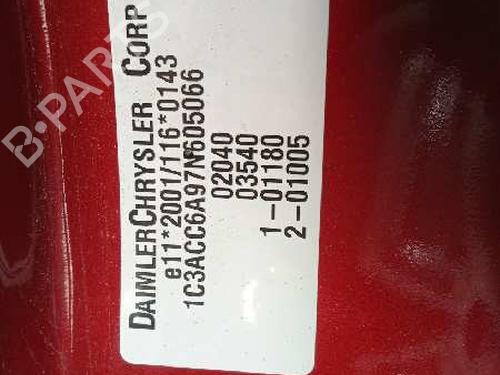 DAIMLERCHRYSLER CORP
e11*2001/116*0143
1C3ACC6A97N605066
02040
03540
1-01180
2-01005
B-PARTS